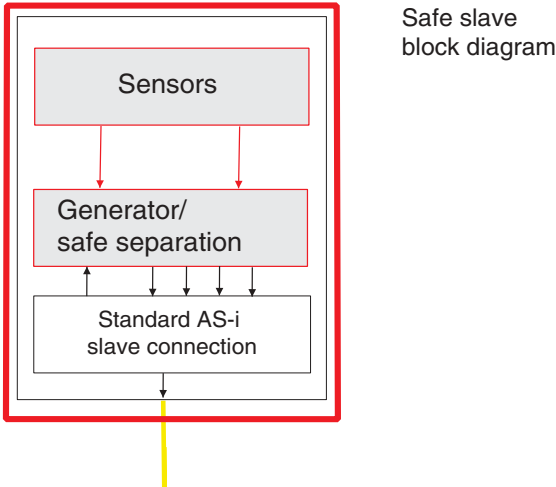 Safe slave
block diagram
Sensors
Generator/
safe separation
Standard AS-i
slave connection